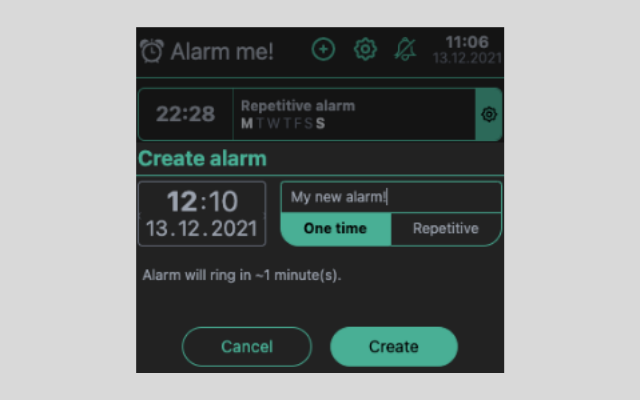 Alarm me!
11:06
13.12.2021
22:28
Repetitive alarm
MTWTFSS
Create alarm
12:10
13.12.2021
My new alarm!
One time
Repetitive
Alarm will ring in ~1 minute(s).
Cancel
Create